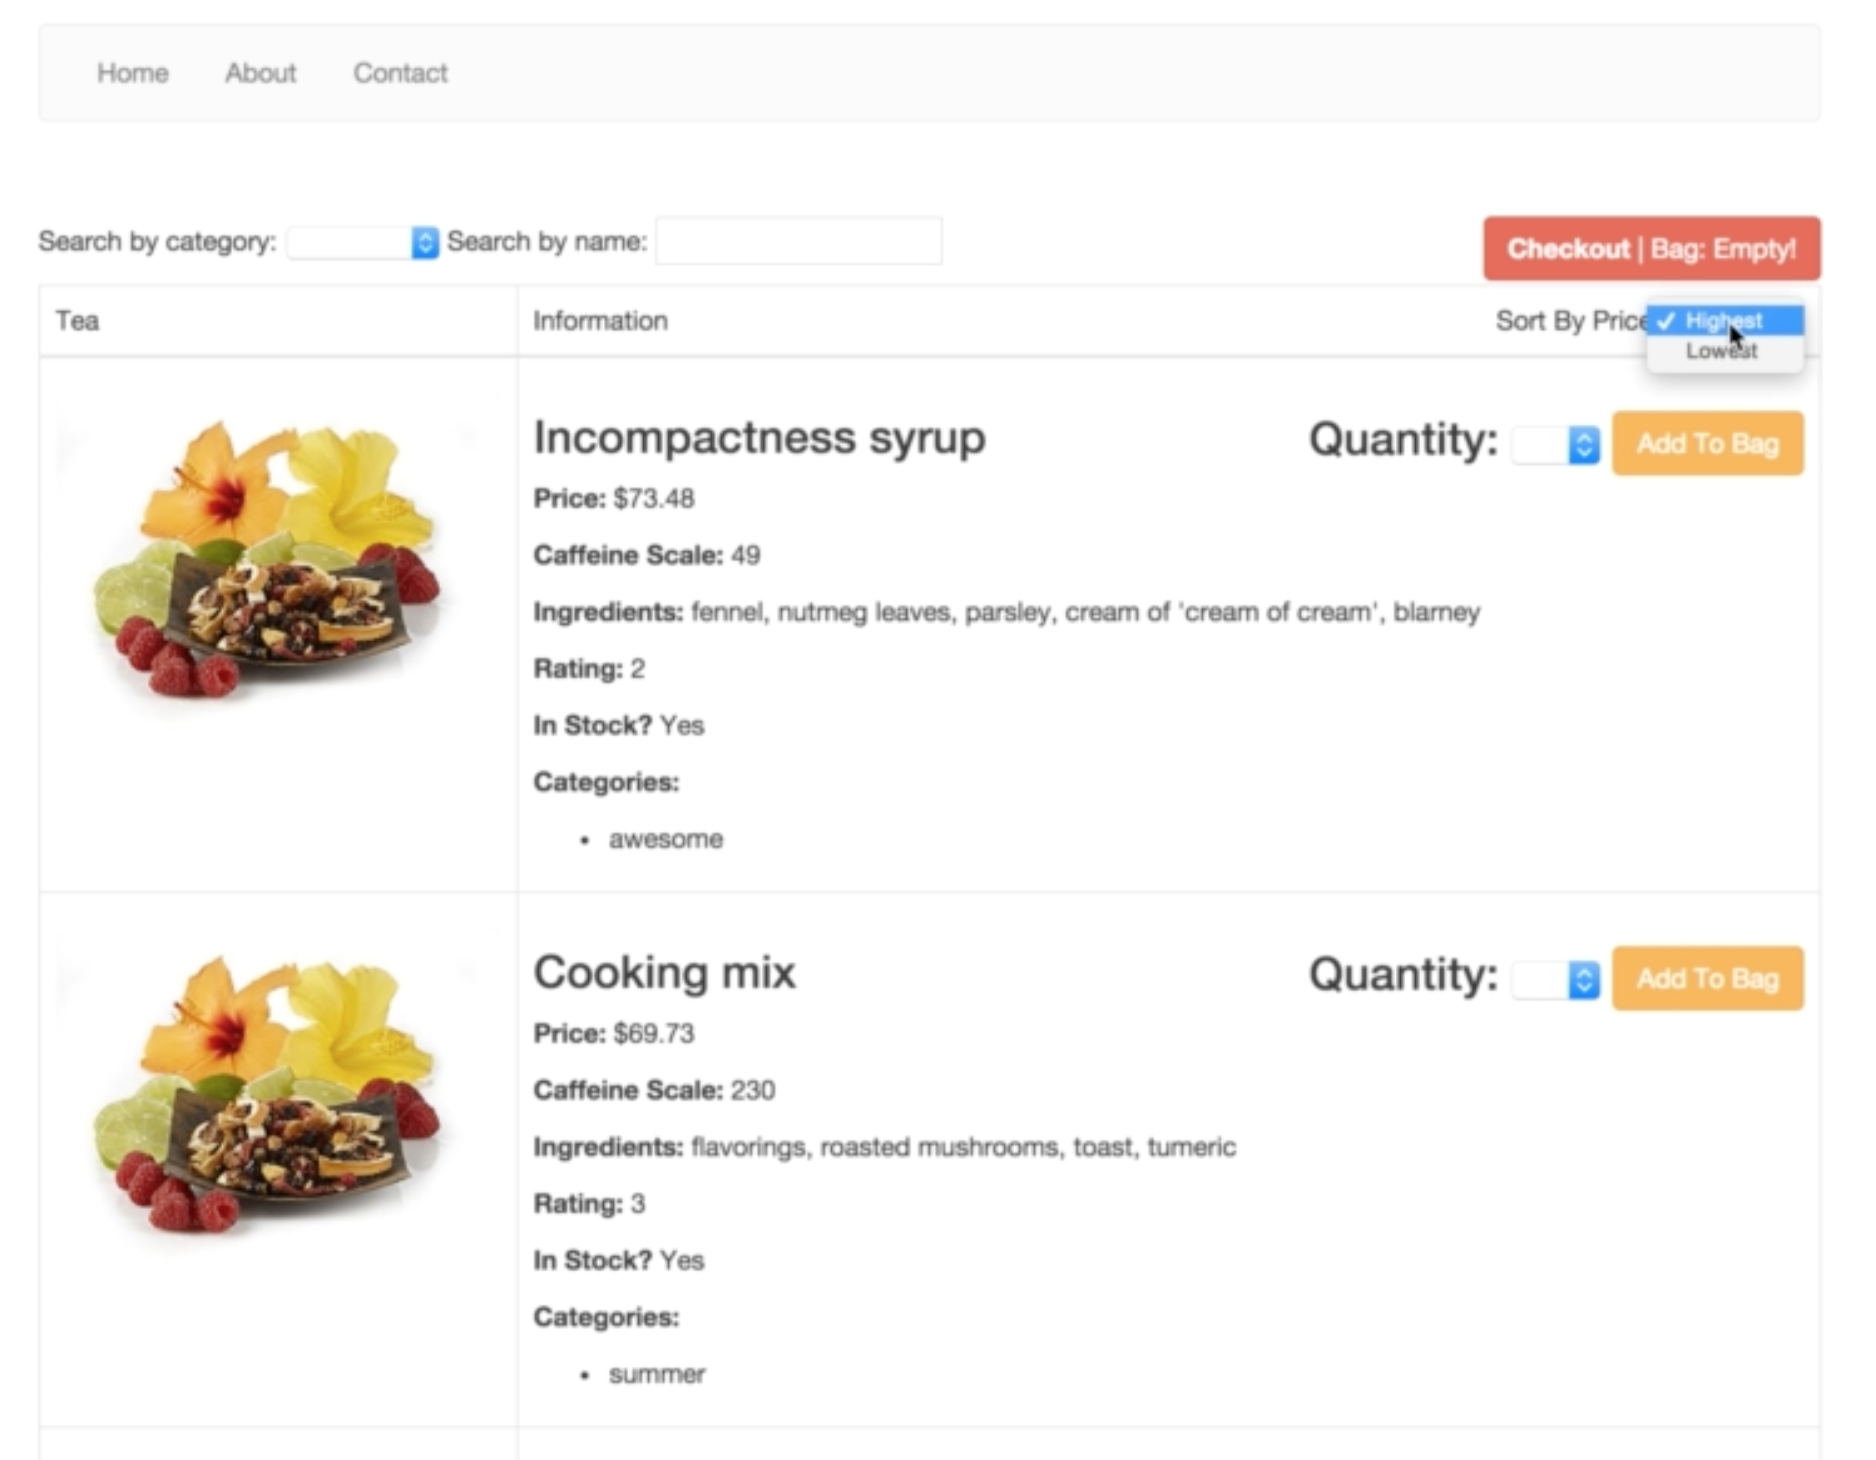 Home About Contact
Search by category: Search by name: Checkout | Bag: Empty!
Tea Information Sort By Price ✓ Highest
Lowest
Incompactness syrup Quantity: Add To Bag
Price: $73.48
Caffeine Scale: 49
Ingredients: fennel, nutmeg leaves, parsley, cream of 'cream of cream', blarney
Rating: 2
In Stock? Yes
Categories:
• awesome
Cooking mix Quantity: Add To Bag
Price: $69.73
Caffeine Scale: 230
Ingredients: flavorings, roasted mushrooms, toast, tumeric
Rating: 3
In Stock? Yes
Categories:
• summer